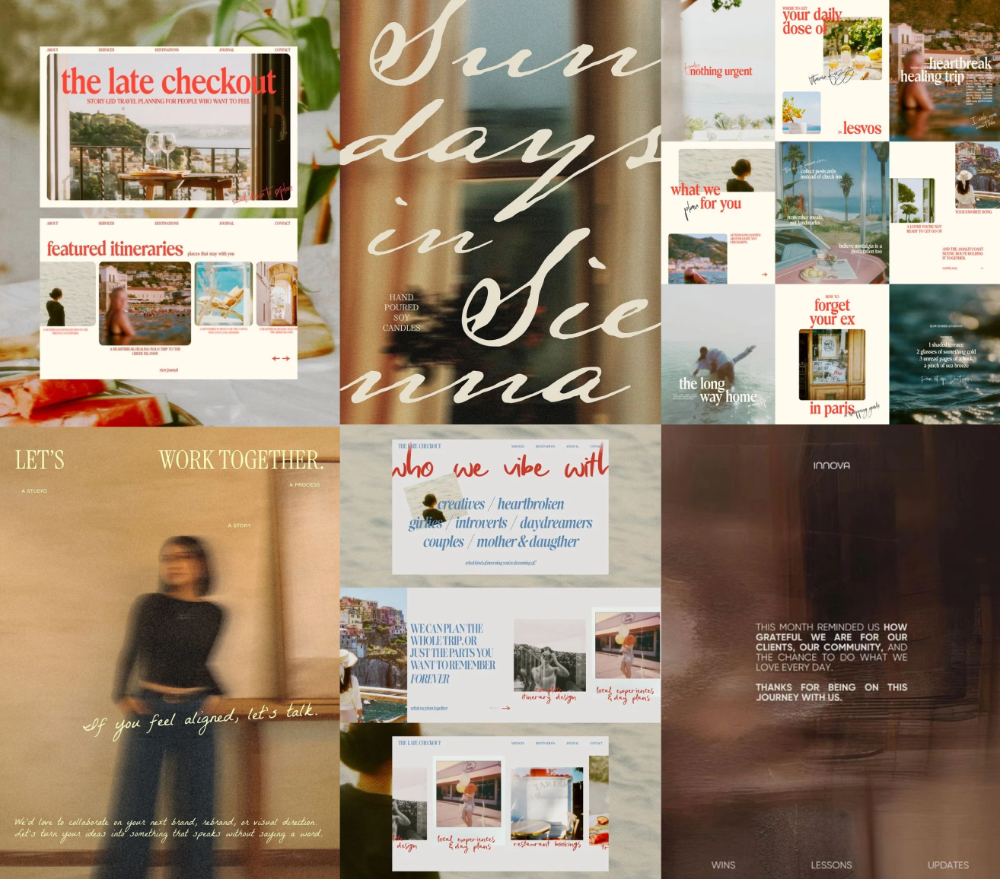 ABOUT SERVICES DESTINATIONS JOURNAL CONTACT
the late checkout
STORY LED TRAVEL PLANNING FOR PEOPLE WHO WANT TO FEEL
ABOUT SERVICES DESTINATIONS JOURNAL CONTACT
featured itineraries places that stay with you
A HEARTBREAK HEALING SOLO TRIP TO THE
GREEK ISLANDS
view journal
Sun
days
in
Sie
nna
HAND
POURED
SOY
CANDLES
nothing urgent
WHERE TO GET
your daily
dose of
vitamin
IN lesvos
heartbreak
healing trip
what we
plan for you
AFTERNOONS MAPPED
AROUND LIGHT, NOT
CHECKLISTS.
collect postcards
instead of check-ins
remember meals,
not landmarks
believe nostalgia is a
destination too
YOUR FAVORITE SONG
A LOVER YOU'RE NOT
READY TO LET GO OF
AND THE AMALFI COAST
SCENIC ROUTE HOLDING
IT TOGETHER.
the long
way home
HOW TO
forget
your ex
in paris
a shopping guide
SLOW SUMMER AFTERNOON
1 shaded terrace
2 glasses of something cold
3 unread pages of a book
a pinch of sea breeze
LET'S WORK TOGETHER.
A STUDIO
A PROCESS
A STORY
If you feel aligned, let's talk.
We'd love to collaborate on your next brand, rebrand, or visual direction.
Let's turn your ideas into something that speaks without saying a word.
THE LATE CHECKOUT SERVICES DESTINATIONS JOURNAL
who we vibe with
creatives / heartbroken
girlies / introverts / daydreamers
couples / mother & daugther
what kind of morning you're dreaming of?
WE CAN PLAN THE
WHOLE TRIP, OR
JUST THE PARTS YOU
WANT TO REMEMBER
FOREVER
what we plan together
complete
itinerary design
local experiences
& day plans
THE LATE CHECKOUT SERVICES DESTINATIONS JOURNAL CONTACT
design
local experiences
& day plans
restaurant bookings
INNOVA
THIS MONTH REMINDED US HOW
GRATEFUL WE ARE FOR OUR
CLIENTS, OUR COMMUNITY, AND
THE CHANCE TO DO WHAT WE
LOVE EVERY DAY.
THANKS FOR BEING ON THIS
JOURNEY WITH US.
WINS LESSONS UPDATES